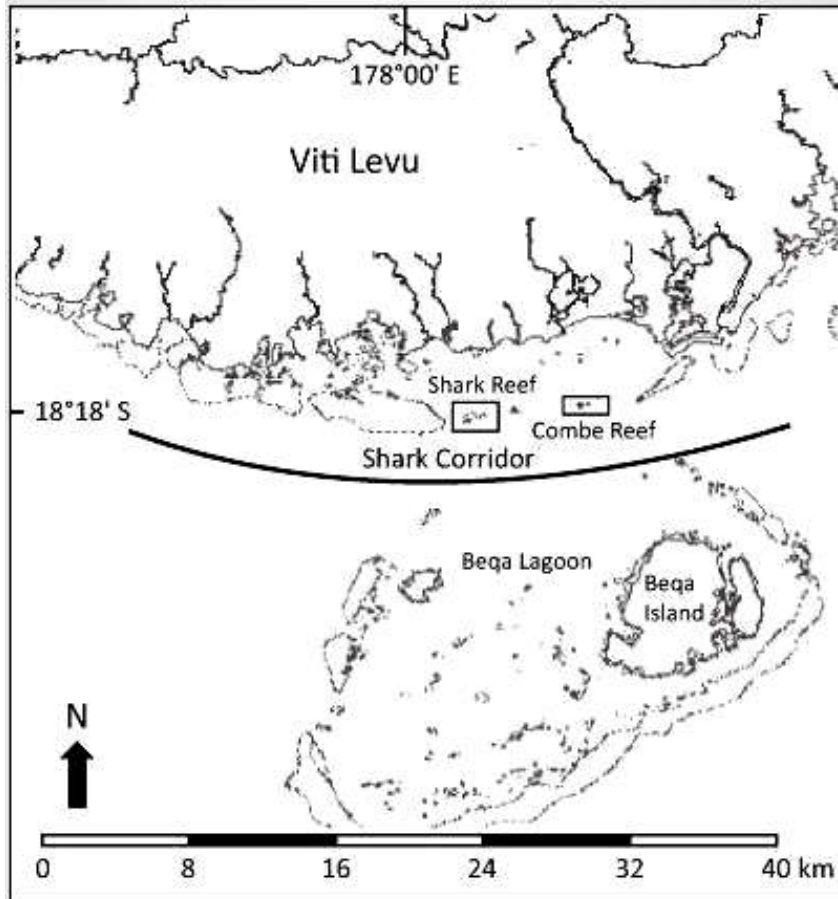 178°00' E
Viti Levu
Shark Reef
18°18' S
Combe Reef
Shark Corridor
Beqa Lagoon
Beqa
Island
N
0 8 16 24 32 40 km